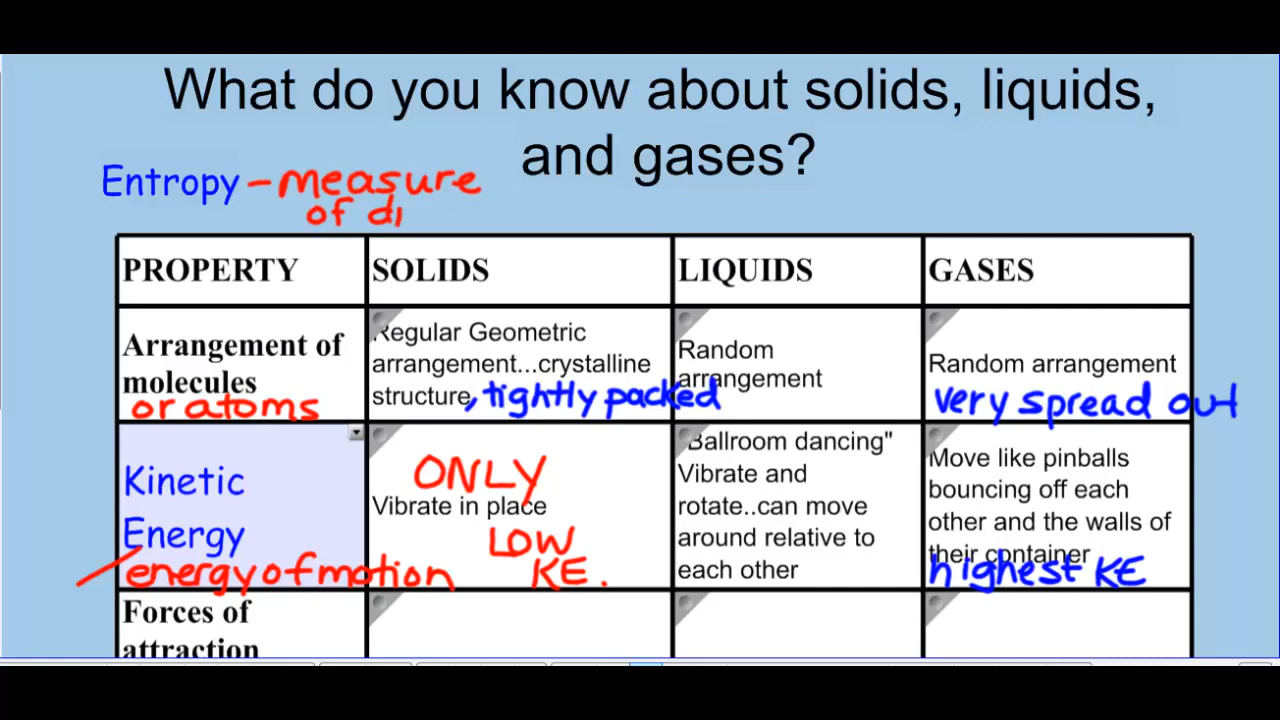 What do you know about solids, liquids,
and gases?
Entropy - measure
of di
PROPERTY
SOLIDS
LIQUIDS
GASES
Arrangement of
molecules
or atoms
Regular Geometric
arrangement...crystalline
structure, tightly packed
Random
arrangement
Random arrangement
very spread out
Kinetic
Energy
energy of motion
ONLY
Vibrate in place
LOW
KE.
"Ballroom dancing"
Vibrate and
rotate..can move
around relative to
each other
Move like pinballs
bouncing off each
other and the walls of
their container
highest KE
Forces of
attraction